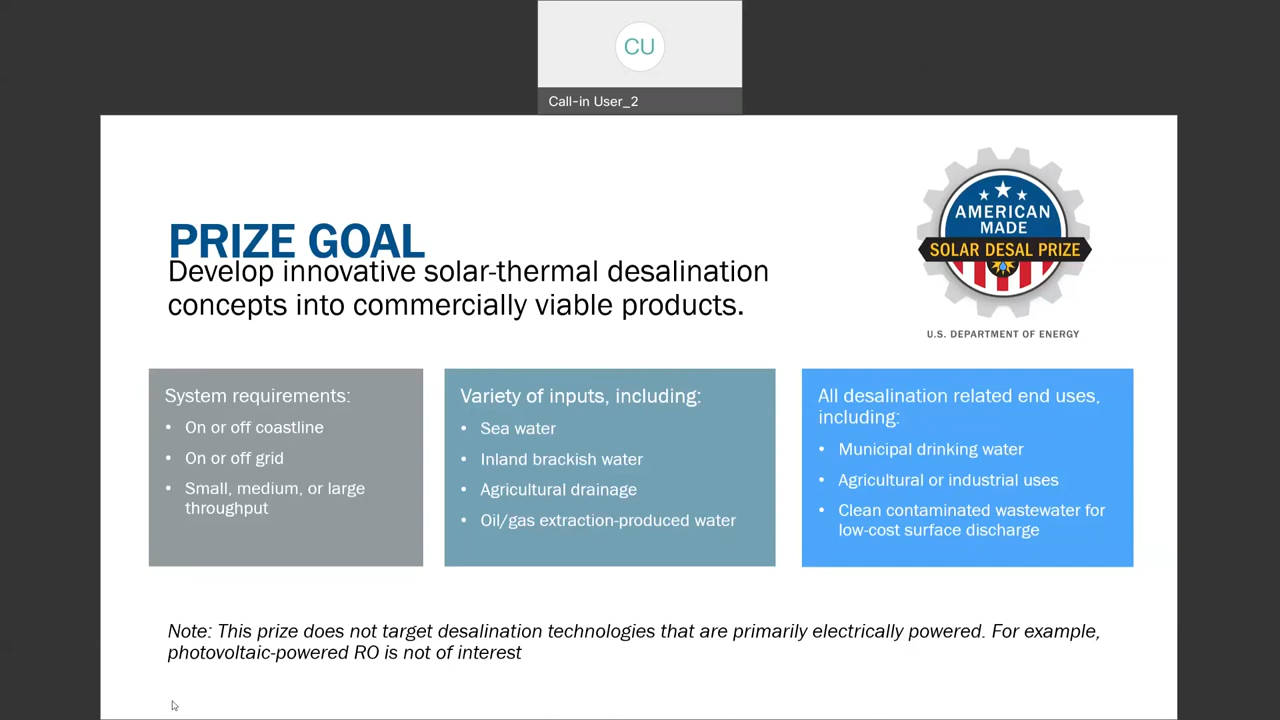 CU
Call-in User_2
PRIZE GOAL
Develop innovative solar-thermal desalination
concepts into commercially viable products.
AMERICAN
MADE
SOLAR DESAL PRIZE
U.S. DEPARTMENT OF ENERGY
System requirements:
• On or off coastline
• On or off grid
• Small, medium, or large
throughput
Variety of inputs, including:
• Sea water
• Inland brackish water
• Agricultural drainage
• Oil/gas extraction-produced water
All desalination related end uses,
including:
• Municipal drinking water
• Agricultural or industrial uses
• Clean contaminated wastewater for
low-cost surface discharge
Note: This prize does not target desalination technologies that are primarily electrically powered. For example,
photovoltaic-powered RO is not of interest